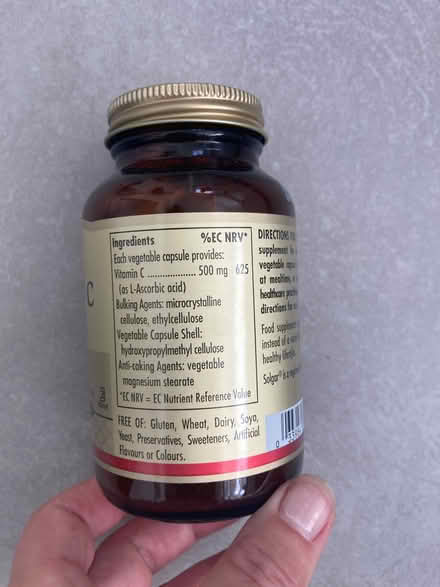 C
Ingredients %EC NRV*
Each vegetable capsule provides:
Vitamin C ................... 500 mg 625
(as L-Ascorbic acid)
Bulking Agents: microcrystalline
cellulose, ethylcellulose
Vegetable Capsule Shell:
hydroxypropylmethyl cellulose
Anti-caking Agents: vegetable
magnesium stearate
*EC NRV = EC Nutrient Reference Value
FREE OF: Gluten, Wheat, Dairy, Soya,
Yeast, Preservatives, Sweeteners, Artificial
Flavours or Colours.
DIRECTIONS
supplement
vegetable
at mealtime,
healthcare
directions for
Food supplement
instead of a
healthy lifestyle
Solgar® is a